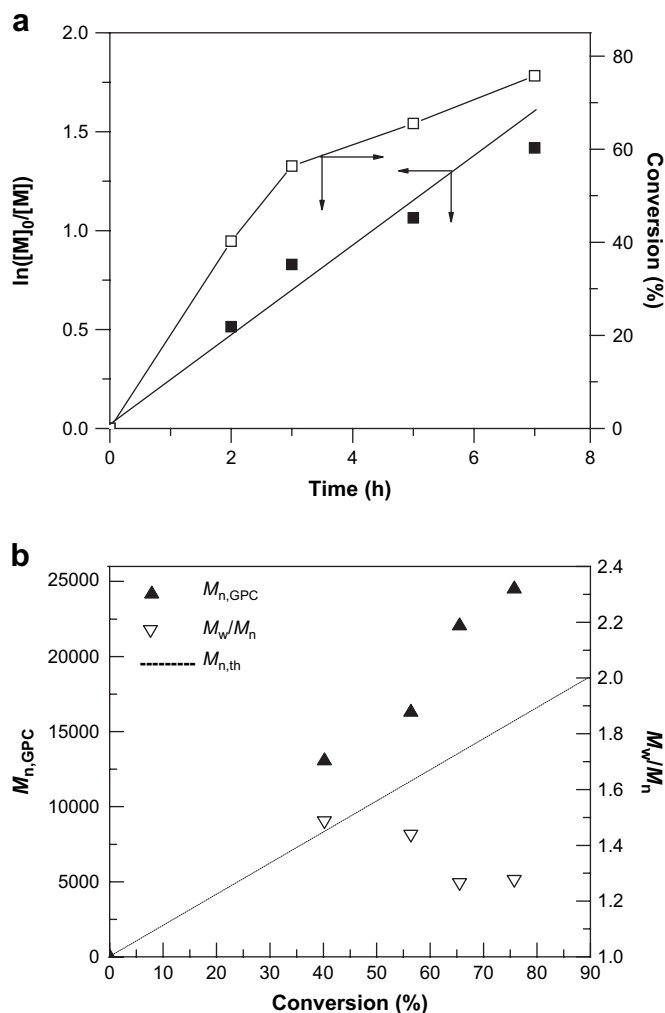 a
2.0
1.5
1.0
0.5
0.0
ln([M]0/[M])
80
60
40
20
0
Conversion (%)
0 2 4 6 8
Time (h)
b
25000
20000
15000
10000
5000
0
Mn,GPC
Mn,GPC
Mw/Mn
Mn,th
2.4
2.2
2.0
1.8
1.6
1.4
1.2
1.0
Mw/Mn
0 10 20 30 40 50 60 70 80 90
Conversion (%)